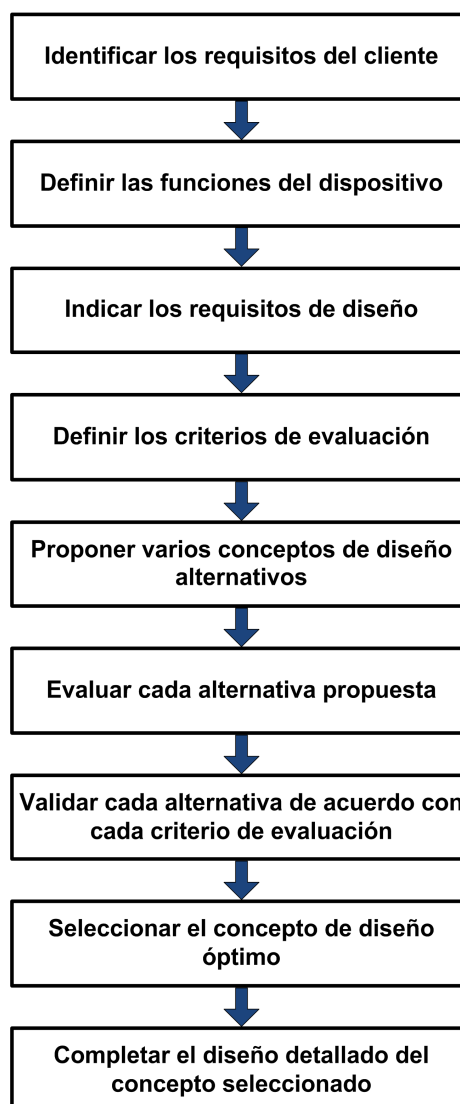 Identificar los requisitos del cliente
Definir las funciones del dispositivo
Indicar los requisitos de diseño
Definir los criterios de evaluación
Proponer varios conceptos de diseño
alternativos
Evaluar cada alternativa propuesta
Validar cada alternativa de acuerdo con
cada criterio de evaluación
Seleccionar el concepto de diseño
óptimo
Completar el diseño detallado del
concepto seleccionado